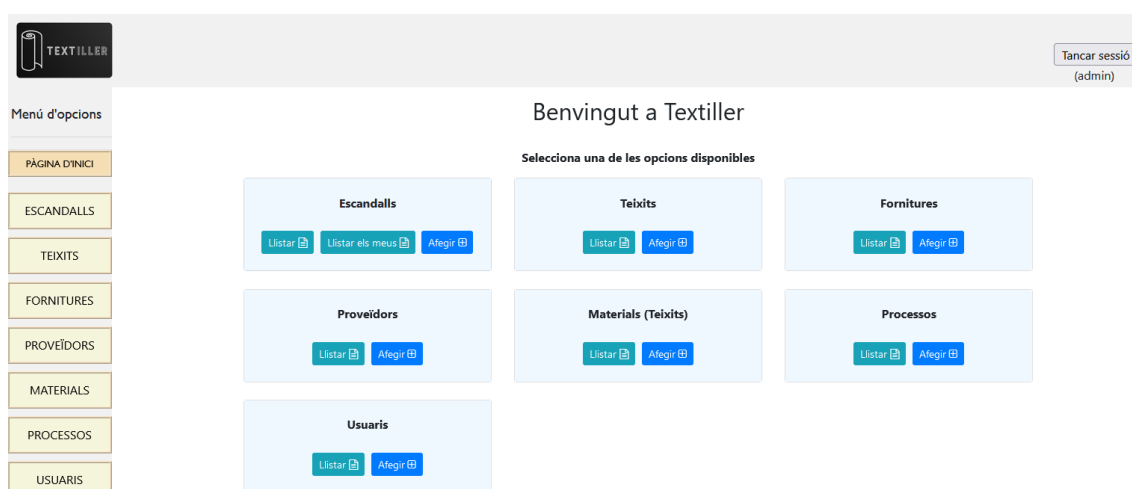 TEXTILLER
Tancar sessió
(admin)
Menú d'opcions
PÀGINA D'INICI
ESCANDALLS
TEIXITS
FORNITURES
PROVEÏDORS
MATERIALS
PROCESSOS
USUARIS
Benvingut a Textiller
Selecciona una de les opcions disponibles
Escandalls
Llistar Llistar els meus Afegir
Teixits
Llistar Afegir
Fornitures
Llistar Afegir
Proveïdors
Llistar Afegir
Materials (Teixits)
Llistar Afegir
Processos
Llistar Afegir
Usuaris
Llistar Afegir